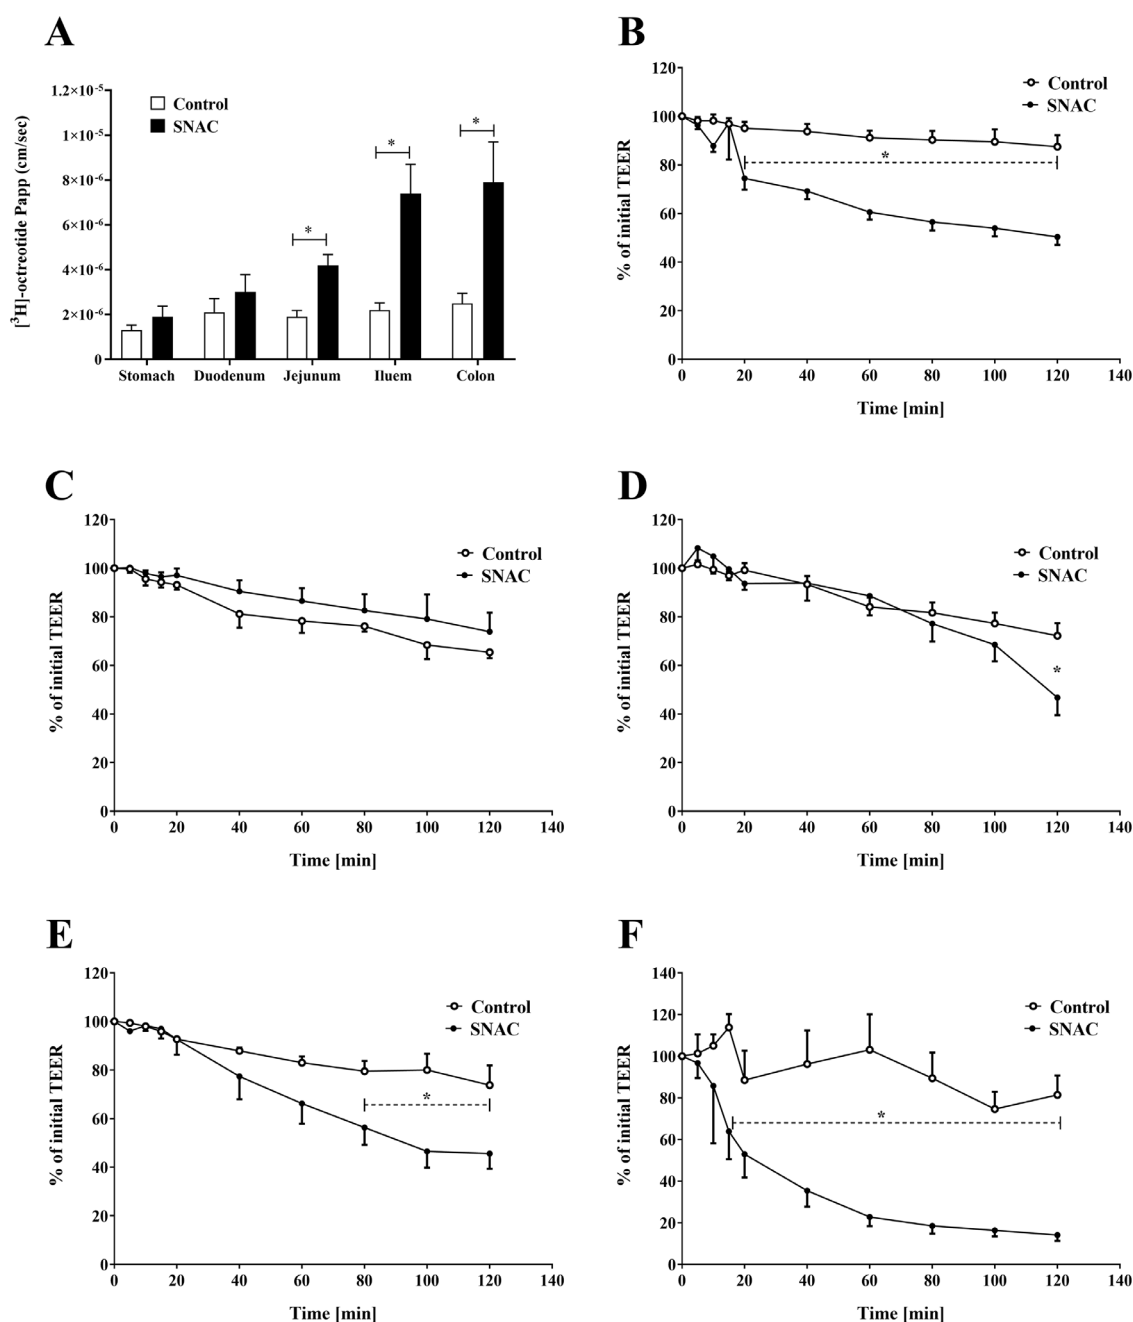 A
[³H]-octreotide Papp (cm/sec)
1.2×10⁻⁵
1×10⁻⁵
8×10⁻⁶
6×10⁻⁶
4×10⁻⁶
2×10⁻⁶
0
Control
SNAC
*
*
*
Stomach Duodenum Jejunum Iluem Colon
B
% of initial TEER
120
100
80
60
40
20
0
Control
SNAC
*
0 20 40 60 80 100 120 140
Time [min]
C
% of initial TEER
120
100
80
60
40
20
0
Control
SNAC
0 20 40 60 80 100 120 140
Time [min]
D
% of initial TEER
120
100
80
60
40
20
0
Control
SNAC
*
0 20 40 60 80 100 120 140
Time [min]
E
% of initial TEER
120
100
80
60
40
20
0
Control
SNAC
*
0 20 40 60 80 100 120 140
Time [min]
F
% of initial TEER
140
120
100
80
60
40
20
0
Control
SNAC
*
0 20 40 60 80 100 120 140
Time [min]